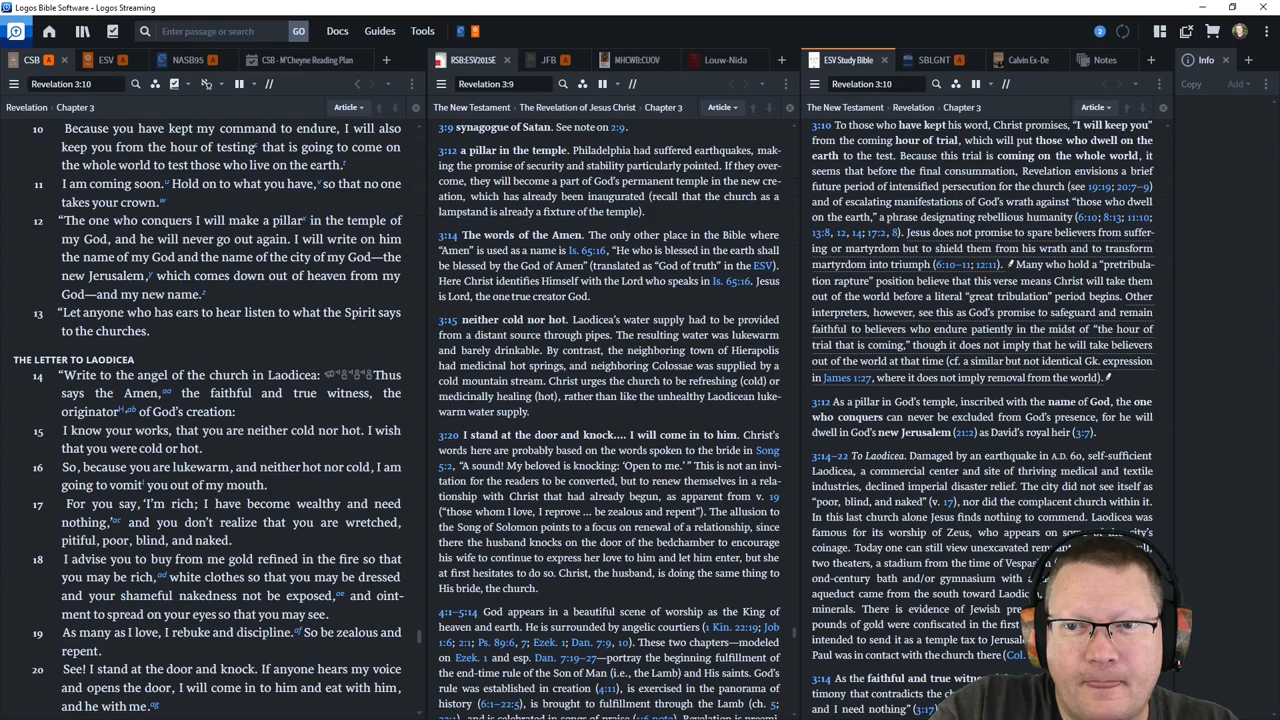 Logos Bible Software - Logos Streaming
Enter passage or search
GO
Docs
Guides
Tools
2
CSB A
ESV A
NASB95 A
CSB - M'Cheyne Reading Plan
RSB:ESV2015E
JFB A
MHCWB:CUOV
Louw-Nida
ESV Study Bible
SBLGNT A
Calvin Ex-De
Notes
Info
Revelation 3:10
Revelation 3:9
Revelation 3:10
Copy
Add
Revelation › Chapter 3
Article
The New Testament › The Revelation of Jesus Christ › Chapter 3
Article
The New Testament › Revelation › Chapter 3
Article
10 Because you have kept my command to endure, I will also
keep you from the hour of testing that is going to come on
the whole world to test those who live on the earth.
11 I am coming soon. Hold on to what you have, so that no one
takes your crown.
12 “The one who conquers I will make a pillar in the temple of
my God, and he will never go out again. I will write on him
the name of my God and the name of the city of my God—the
new Jerusalem, which comes down out of heaven from my
God—and my new name.
13 “Let anyone who has ears to hear listen to what the Spirit says
to the churches.
THE LETTER TO LAODICEA
14 “Write to the angel of the church in Laodicea: Thus
says the Amen, the faithful and true witness, the
originator of God’s creation:
15 I know your works, that you are neither cold nor hot. I wish
that you were cold or hot.
16 So, because you are lukewarm, and neither hot nor cold, I am
going to vomit you out of my mouth.
17 For you say, ‘I’m rich; I have become wealthy and need
nothing,’ and you don’t realize that you are wretched,
pitiful, poor, blind, and naked.
18 I advise you to buy from me gold refined in the fire so that
you may be rich, white clothes so that you may be dressed
and your shameful nakedness not be exposed, and oint-
ment to spread on your eyes so that you may see.
19 As many as I love, I rebuke and discipline. So be zealous and
repent.
20 See! I stand at the door and knock. If anyone hears my voice
and opens the door, I will come in to him and eat with him,
and he with me.
3:9 synagogue of Satan. See note on 2:9.
3:12 a pillar in the temple. Philadelphia had suffered earthquakes, mak-
ing the promise of security and stability particularly pointed. If they over-
come, they will become a part of God’s permanent temple in the new cre-
ation, which has already been inaugurated (recall that the church as a
lampstand is already a fixture of the temple).
3:14 The words of the Amen. The only other place in the Bible where
“Amen” is used as a name is Is. 65:16, “He who is blessed in the earth shall
be blessed by the God of Amen” (translated as “God of truth” in the ESV).
Here Christ identifies Himself with the Lord who speaks in Is. 65:16. Jesus
is Lord, the one true creator God.
3:15 neither cold nor hot. Laodicea’s water supply had to be provided
from a distant source through pipes. The resulting water was lukewarm
and barely drinkable. By contrast, the neighboring town of Hierapolis
had medicinal hot springs, and neighboring Colossae was supplied by a
cold mountain stream. Christ urges the church to be refreshing (cold) or
medicinally healing (hot), rather than like the unhealthy Laodicean luke-
warm water supply.
3:20 I stand at the door and knock.... I will come in to him. Christ’s
words here are probably based on the words spoken to the bride in Song
5:2, “A sound! My beloved is knocking: ‘Open to me.’ ” This is not an invi-
tation for the readers to be converted, but to renew themselves in a rela-
tionship with Christ that had already begun, as apparent from v. 19
(“those whom I love, I reprove ... be zealous and repent”). The allusion to
the Song of Solomon points to a focus on renewal of a relationship, since
there the husband knocks on the door of the bedchamber to encourage
his wife to continue to express her love to him and let him enter, but she
at first hesitates to do so. Christ, the husband, is doing the same thing to
His bride, the church.
4:1–5:14 God appears in a beautiful scene of worship as the King of
heaven and earth. He is surrounded by angelic courtiers (1 Kin. 22:19; Job
1:6; 2:1; Ps. 89:6, 7; Ezek. 1; Dan. 7:9, 10). These two chapters—modeled
on Ezek. 1 and esp. Dan. 7:19–27—portray the beginning fulfillment of
the end-time rule of the Son of Man (i.e., the Lamb) and His saints. God’s
rule was established in creation (4:11), is exercised in the panorama of
history (6:1–22:5), is brought to fulfillment through the Lamb (ch. 5;
3:10 To those who have kept his word, Christ promises, “I will keep you”
from the coming hour of trial, which will put those who dwell on the
earth to the test. Because this trial is coming on the whole world, it
seems that before the final consummation, Revelation envisions a brief
future period of intensified persecution for the church (see 19:19; 20:7–9)
and of escalating manifestations of God’s wrath against “those who dwell
on the earth,” a phrase designating rebellious humanity (6:10; 8:13; 11:10;
13:8, 12, 14; 17:2, 8). Jesus does not promise to spare believers from suffer-
ing or martyrdom but to shield them from his wrath and to transform
martyrdom into triumph (6:10–11; 12:11). Many who hold a “pretribula-
tion rapture” position believe that this verse means Christ will take them
out of the world before a literal “great tribulation” period begins. Other
interpreters, however, see this as God’s promise to safeguard and remain
faithful to believers who endure patiently in the midst of “the hour of
trial that is coming,” though it does not imply that he will take believers
out of the world at that time (cf. a similar but not identical Gk. expression
in James 1:27, where it does not imply removal from the world).
3:12 As a pillar in God’s temple, inscribed with the name of God, the one
who conquers can never be excluded from God’s presence, for he will
dwell in God’s new Jerusalem (21:2) as David’s royal heir (3:7).
3:14–22 To Laodicea. Damaged by an earthquake in A.D. 60, self-sufficient
Laodicea, a commercial center and site of thriving medical and textile
industries, declined imperial disaster relief. The city did not see itself as
“poor, blind, and naked” (v. 17), nor did the complacent church within it.
In this last church alone Jesus finds nothing to commend. Laodicea was
famous for its worship of Zeus, who appears on some of the city’s
coinage. Today one can still view unexcavated
two theaters, a stadium from the time of Vespas
ond-century bath and/or gymnasium with a
aqueduct came from the south toward Laodic
minerals. There is evidence of Jewish pre
pounds of gold were confiscated in the first
intended to send it as a temple tax to Jerus
Paul was in contact with the church there (Col.
3:14 As the faithful and true witn
timony that contradicts the ch
and I need nothing” (3:17)